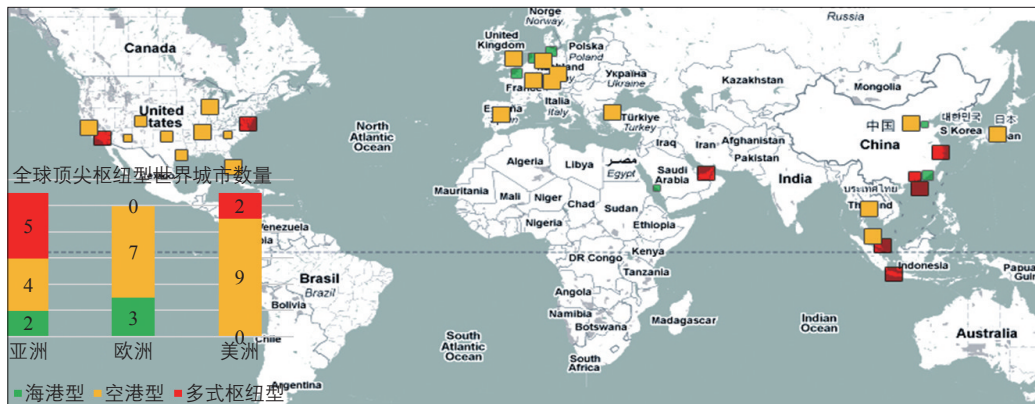 Russia
Canada
United States
North Atlantic Ocean
Norge
Norway
United Kingdom
Polska
Poland
France
Україна
Ukraine
Italia
Italy
España
Türkiye
Turkey
Kazakhstan
Mongolia
中国
China
대한민국
S Korea
日本
Iraq
Iran
Afghanistan
Pakistan
India
ประเทศไทย
Thailand
Algeria
Libya
مصر
Egypt
Saudi Arabia
Mauritania
Mali
Niger
Chad
Sudan
Nigeria
Ethiopia
Kenya
DR Congo
Tanzania
Angola
Namibia
Botswana
Madagascar
South Africa
Indonesia
Papua
Australia
Indian Ocean
South Atlantic Ocean
Venezuela
Brasil
Brazil
Bolivia
Chile
Argentina
Mexico
全球顶尖枢纽型世界城市数量
5
4
2
0
7
3
2
9
0
亚洲
欧洲
美洲
海港型
空港型
多式枢纽型